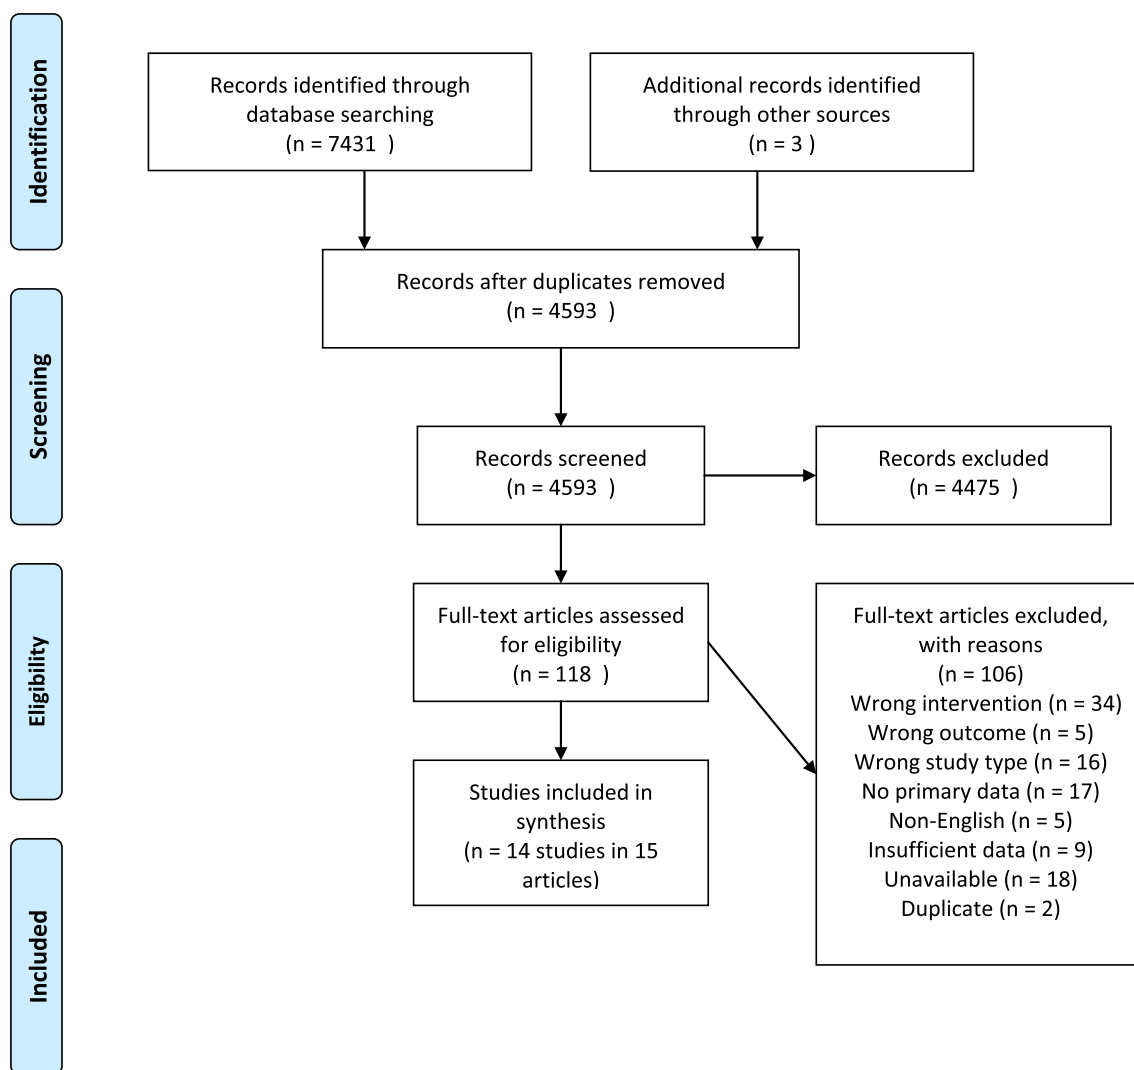 Identification
Records identified through
database searching
(n = 7431  )
Additional records identified
through other sources
(n = 3 )
Records after duplicates removed
(n = 4593  )
Screening
Records screened
(n = 4593  )
Records excluded
(n = 4475  )
Eligibility
Full-text articles assessed
for eligibility
(n = 118  )
Full-text articles excluded,
with reasons
(n = 106)
Wrong intervention (n = 34)
Wrong outcome (n = 5)
Wrong study type (n = 16)
No primary data (n = 17)
Non-English (n = 5)
Insufficient data (n = 9)
Unavailable (n = 18)
Duplicate (n = 2)
Studies included in
synthesis
(n = 14 studies in 15
articles)
Included